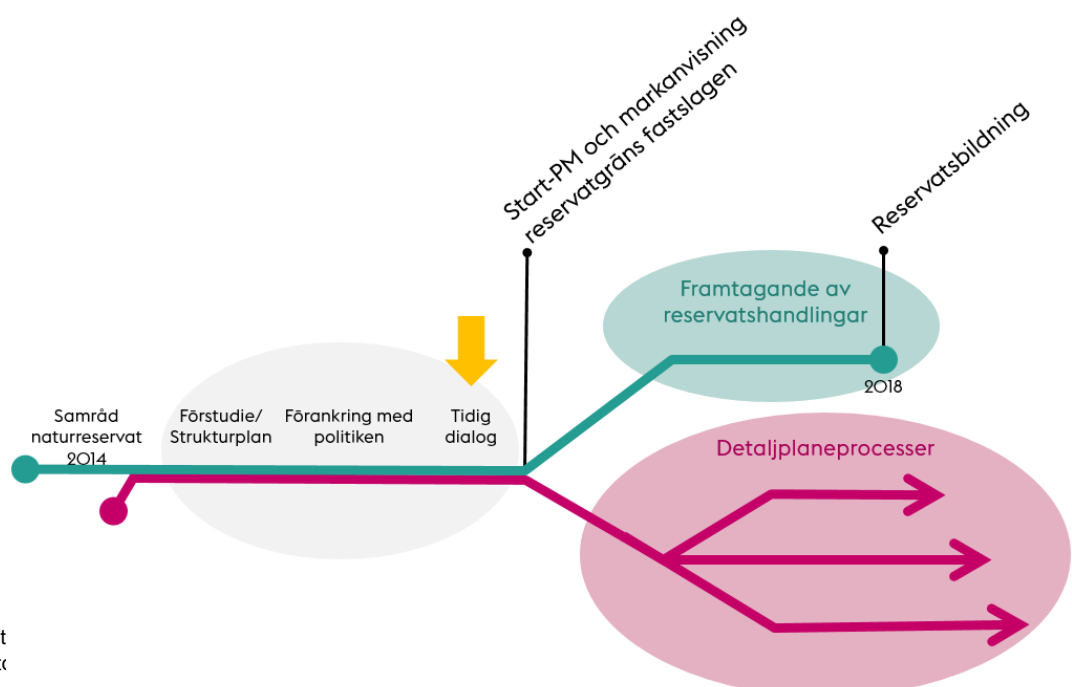 Start-PM och markanvisning
reservatgräns fastslagen
Reservatsbildning
Framtagande av
reservatshandlingar
2018
Samråd
naturreservat
2014
Förstudie/
Strukturplan
Förankring med
politiken
Tidig
dialog
Detaljplaneprocesser
t